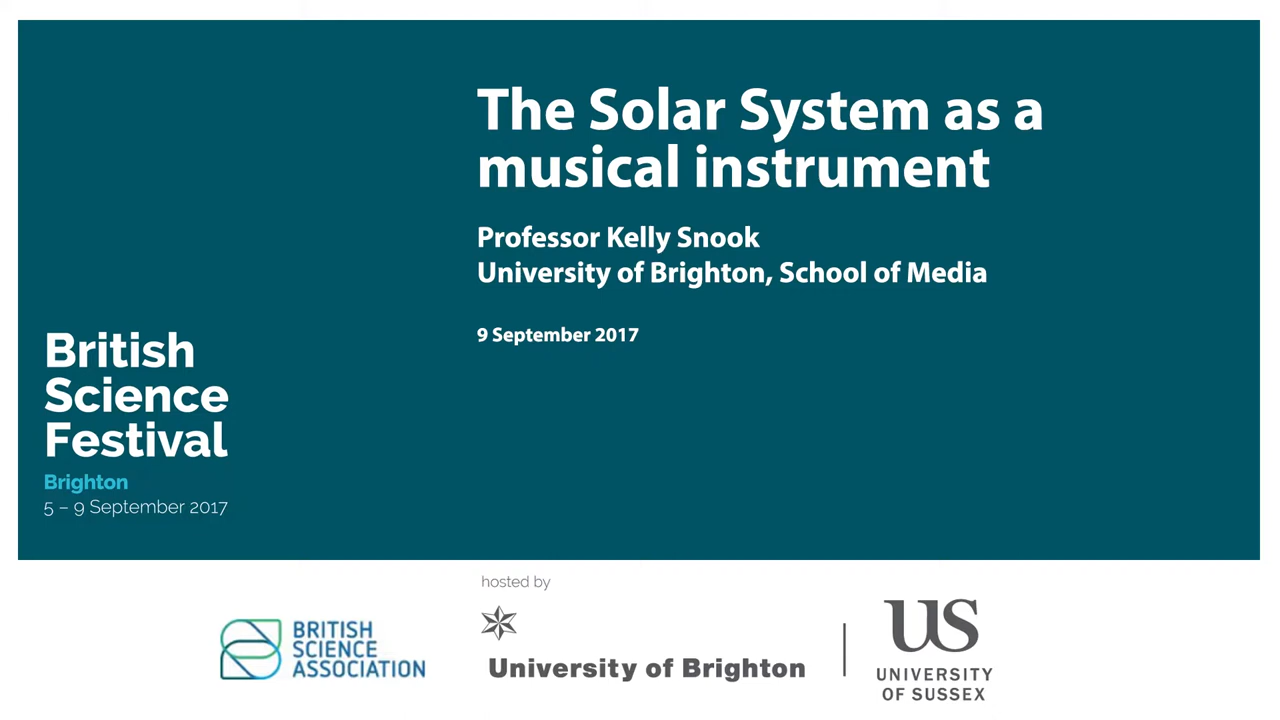 The Solar System as a
musical instrument
Professor Kelly Snook
University of Brighton, School of Media
9 September 2017
British
Science
Festival
Brighton
5 – 9 September 2017
hosted by
BRITISH
SCIENCE
ASSOCIATION
University of Brighton
US
UNIVERSITY
OF SUSSEX